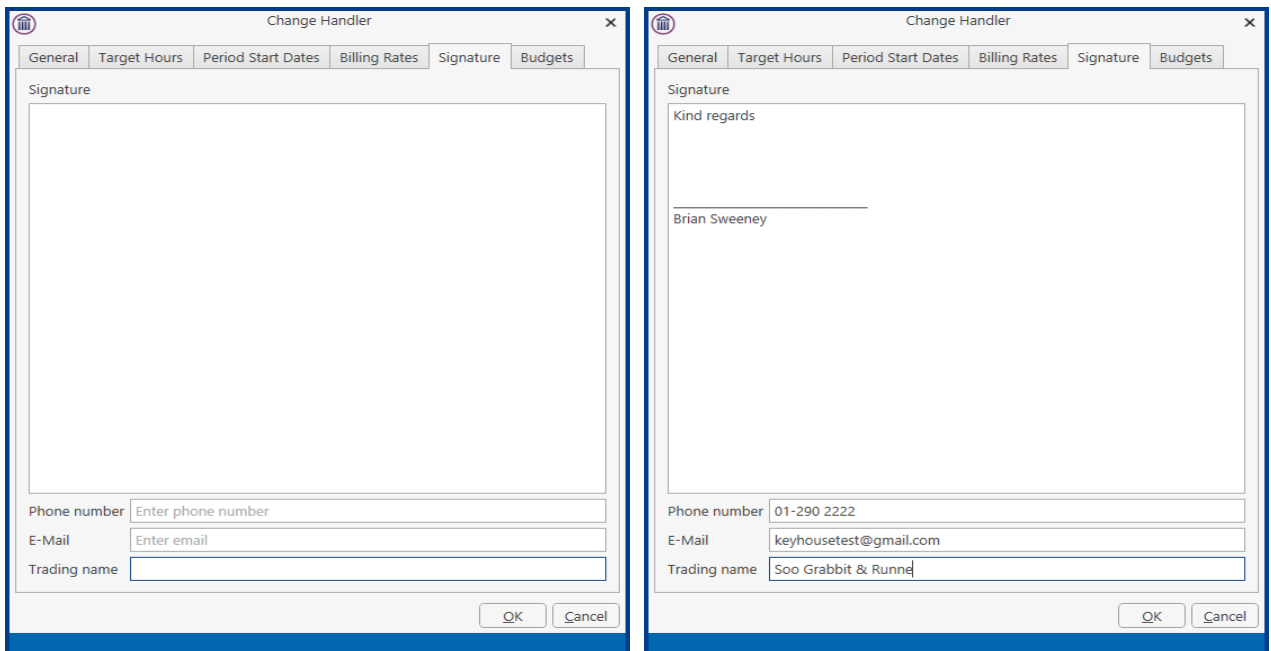 Change Handler
General Target Hours Period Start Dates Billing Rates Signature Budgets
Signature
Phone number Enter phone number
E-Mail Enter email
Trading name
OK Cancel
Change Handler
General Target Hours Period Start Dates Billing Rates Signature Budgets
Signature
Kind regards
Brian Sweeney
Phone number 01-290 2222
E-Mail keyhousetest@gmail.com
Trading name Soo Grabbit & Runne
OK Cancel